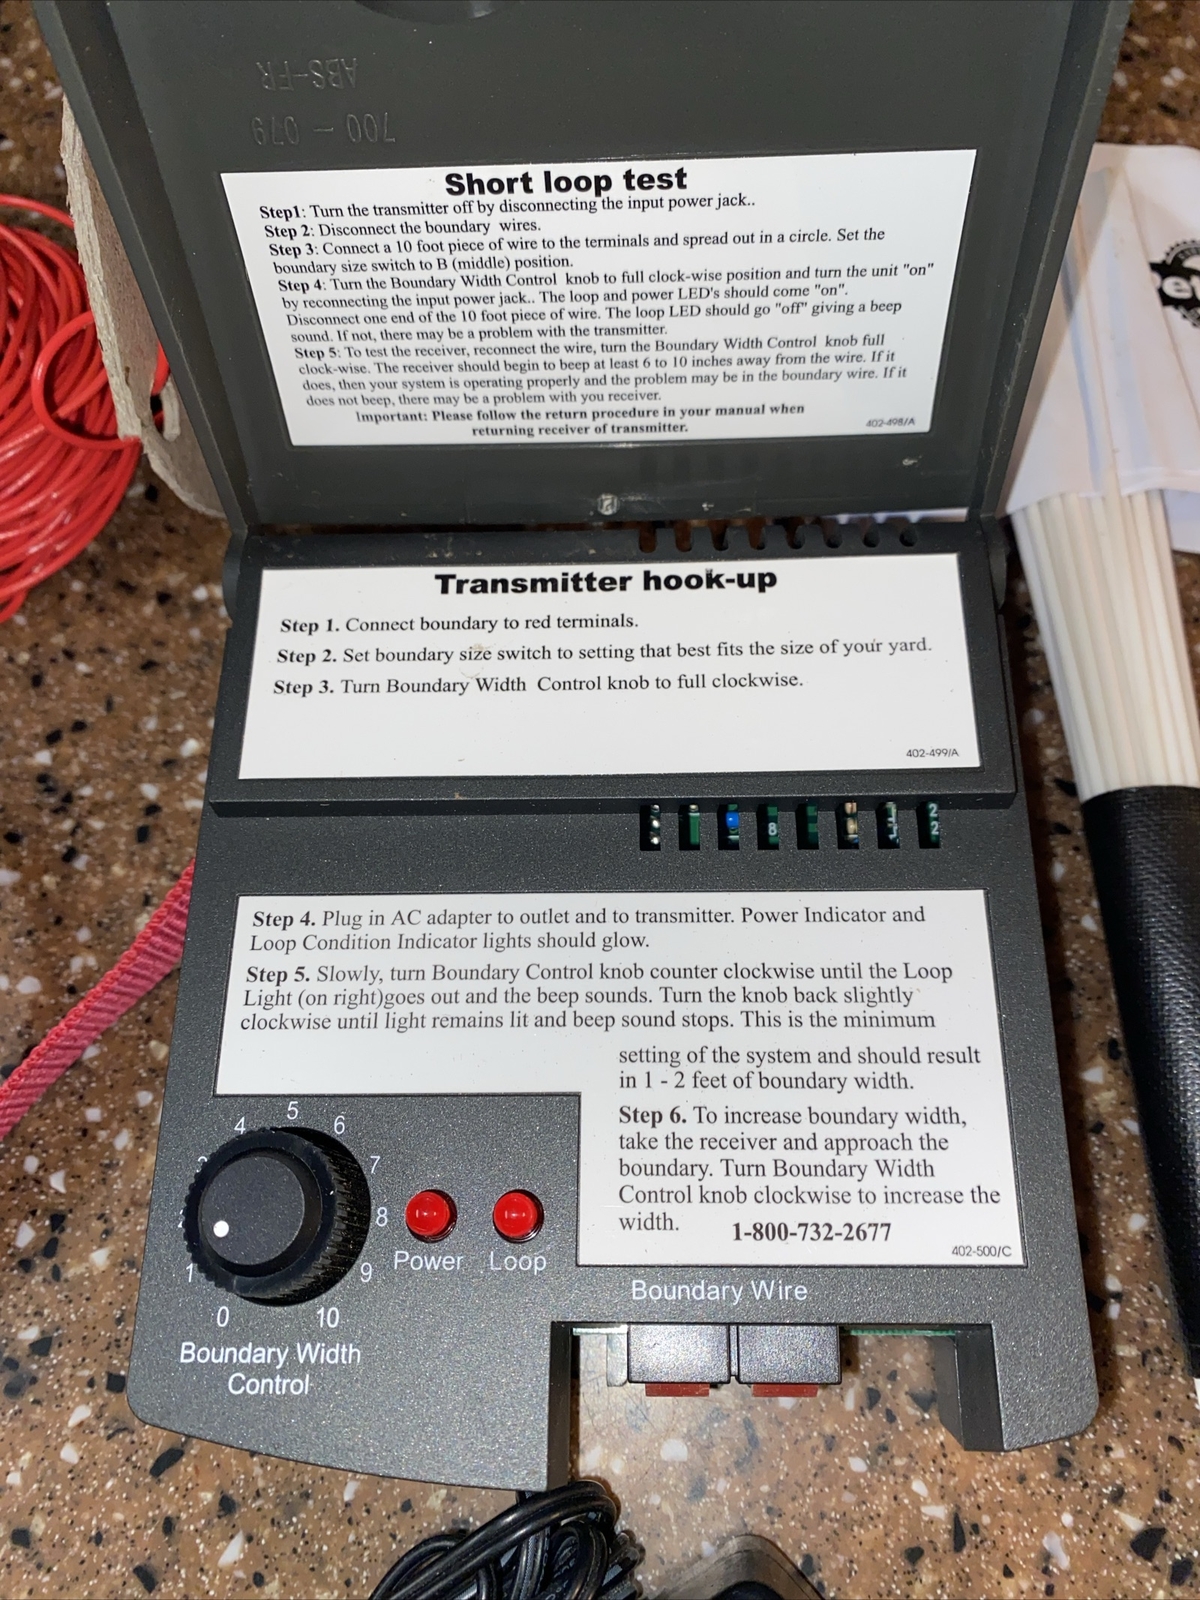 ABS-FR
700-079
Short loop test
Step1: Turn the transmitter off by disconnecting the input power jack..
Step 2: Disconnect the boundary wires.
Step 3: Connect a 10 foot piece of wire to the terminals and spread out in a circle. Set the
boundary size switch to B (middle) position.
Step 4: Turn the Boundary Width Control knob to full clock-wise position and turn the unit "on"
by reconnecting the input power jack.. The loop and power LED's should come "on".
Disconnect one end of the 10 foot piece of wire. The loop LED should go "off" giving a beep
sound. If not, there may be a problem with the transmitter.
Step 5: To test the receiver, reconnect the wire, turn the Boundary Width Control knob full
clock-wise. The receiver should begin to beep at least 6 to 10 inches away from the wire. If it
does, then your system is operating properly and the problem may be in the boundary wire. If it
does not beep, there may be a problem with you receiver.
Important: Please follow the return procedure in your manual when
returning receiver of transmitter.
402-498/A
Transmitter hook-up
Step 1. Connect boundary to red terminals.
Step 2. Set boundary size switch to setting that best fits the size of your yard.
Step 3. Turn Boundary Width Control knob to full clockwise.
402-499/A
8
22
Step 4. Plug in AC adapter to outlet and to transmitter. Power Indicator and
Loop Condition Indicator lights should glow.
Step 5. Slowly, turn Boundary Control knob counter clockwise until the Loop
Light (on right)goes out and the beep sounds. Turn the knob back slightly
clockwise until light remains lit and beep sound stops. This is the minimum
setting of the system and should result
in 1 - 2 feet of boundary width.
Step 6. To increase boundary width,
take the receiver and approach the
boundary. Turn Boundary Width
Control knob clockwise to increase the
width. 1-800-732-2677
402-500/C
0 1 2 3 4 5 6 7 8 9 10
Power Loop
Boundary Width
Control
Boundary Wire